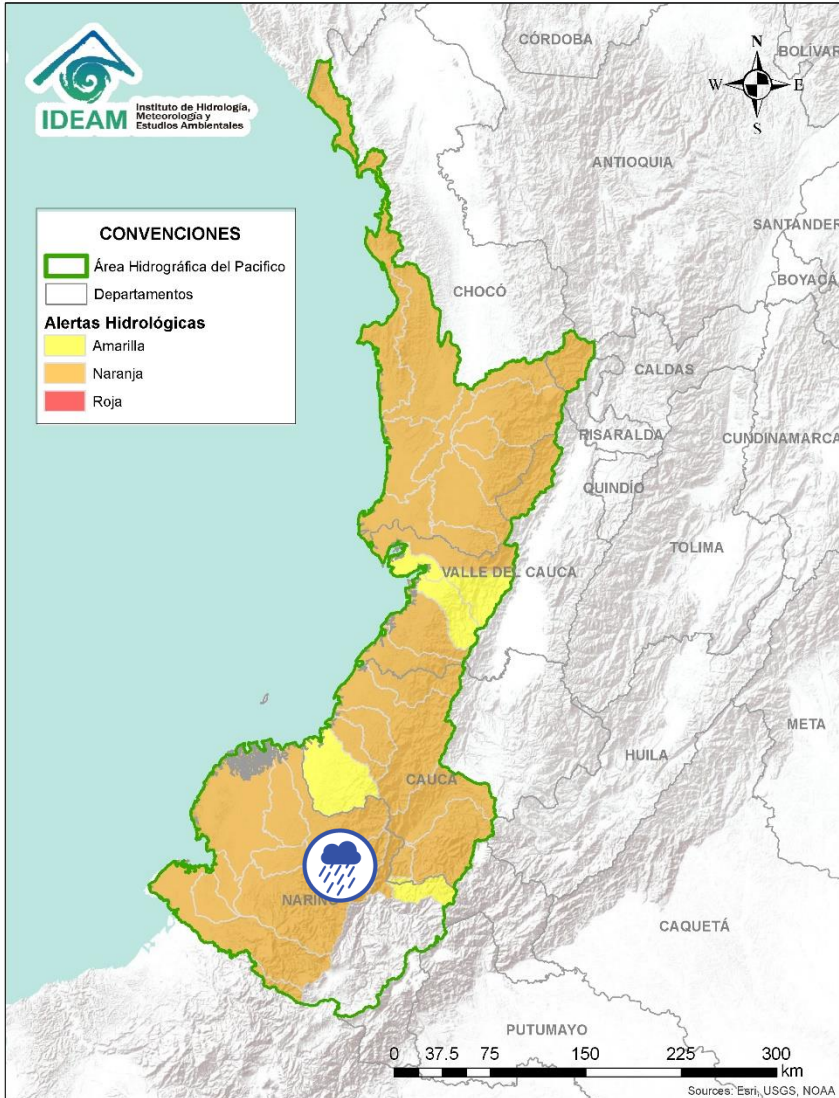 IDEAM
Instituto de Hidrología,
Meteorología y
Estudios Ambientales
N
W
E
S
CÓRDOBA
BOLÍVAR
ANTIOQUIA
SANTANDER
BOYACÁ
CONVENCIONES
Área Hidrográfica del Pacifico
Departamentos
Alertas Hidrológicas
Amarilla
Naranja
Roja
CHOCÓ
CALDAS
RISARALDA
CUNDINAMARCA
QUINDÍO
TOLIMA
VALLE DEL CAUCA
META
HUILA
CAUCA
NARIÑO
CAQUETÁ
PUTUMAYO
0 37.5 75 150 225 300
km
Sources: Esri, USGS, NOAA